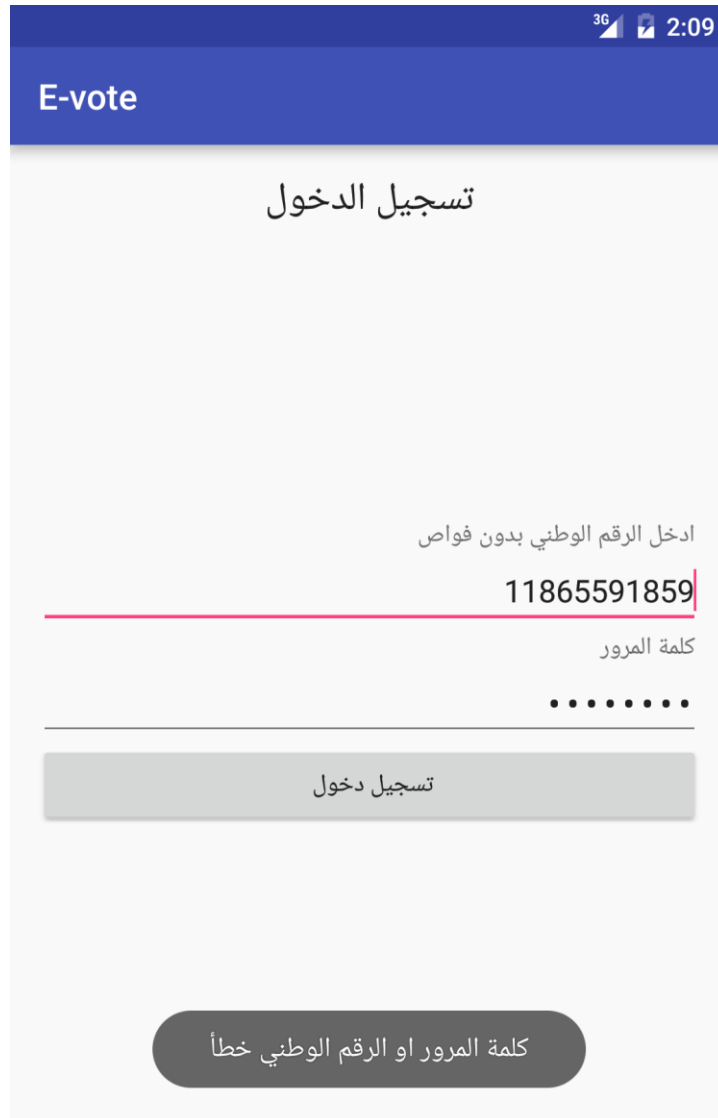 3G 2:09
E-vote
تسجيل الدخول
ادخل الرقم الوطني بدون فواص
11865591859
كلمة المرور
••••••••
تسجيل دخول
كلمة المرور او الرقم الوطني خطأ